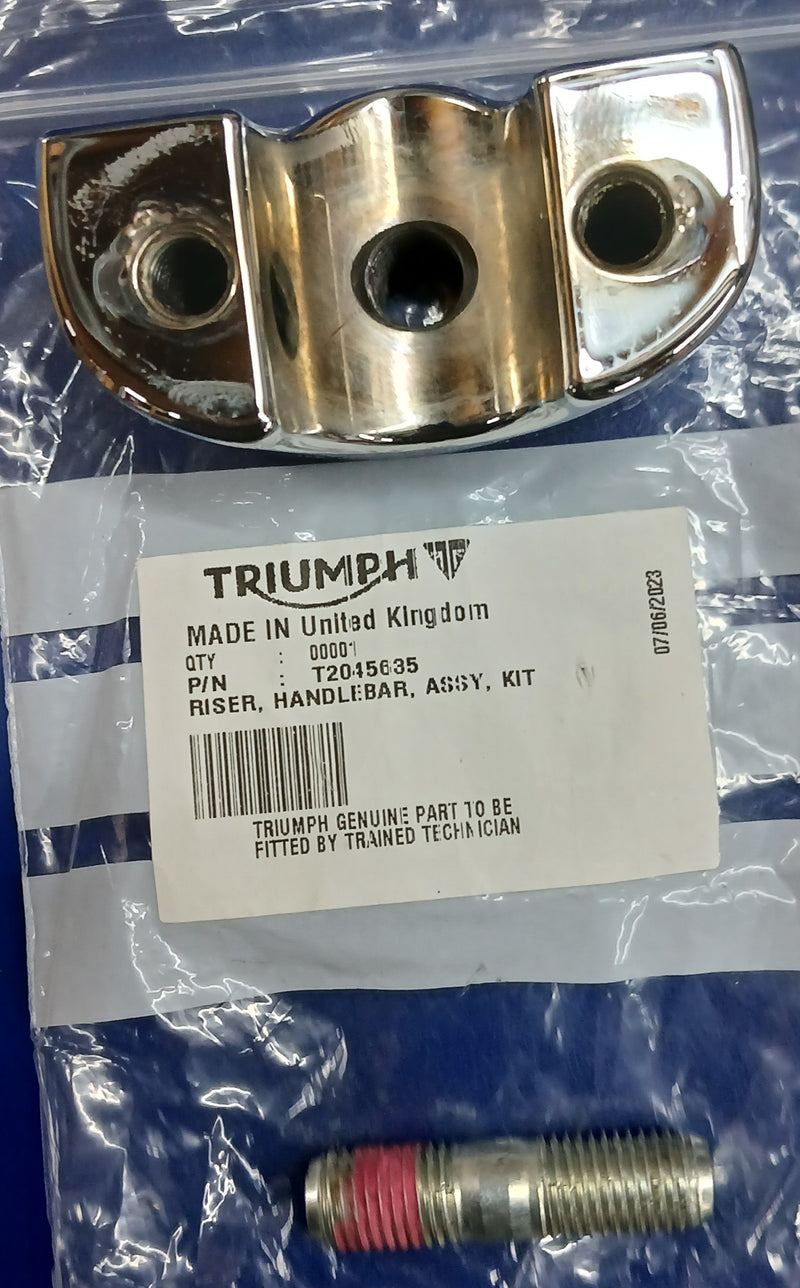 TRIUMPH
MADE IN United Kingdom
QTY : 00001
P/N : T2045635
RISER, HANDLEBAR, ASSY, KIT
TRIUMPH GENUINE PART TO BE
FITTED BY TRAINED TECHNICIAN
07/06/2023